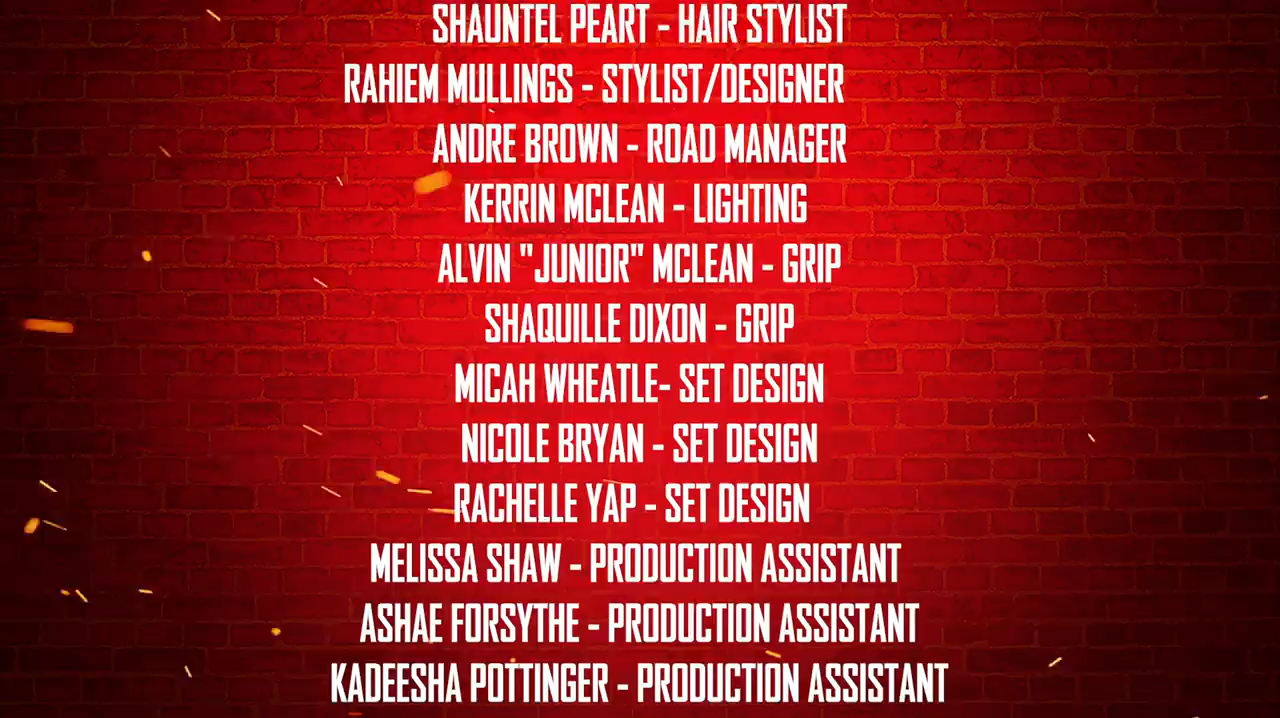 SHAUNTEL PEART - HAIR STYLIST
RAHIEM MULLINGS - STYLIST/DESIGNER
ANDRE BROWN - ROAD MANAGER
KERRIN MCLEAN - LIGHTING
ALVIN "JUNIOR" MCLEAN - GRIP
SHAQUILLE DIXON - GRIP
MICAH WHEATLE- SET DESIGN
NICOLE BRYAN - SET DESIGN
RACHELLE YAP - SET DESIGN
MELISSA SHAW - PRODUCTION ASSISTANT
ASHAE FORSYTHE - PRODUCTION ASSISTANT
KADEESHA POTTINGER - PRODUCTION ASSISTANT